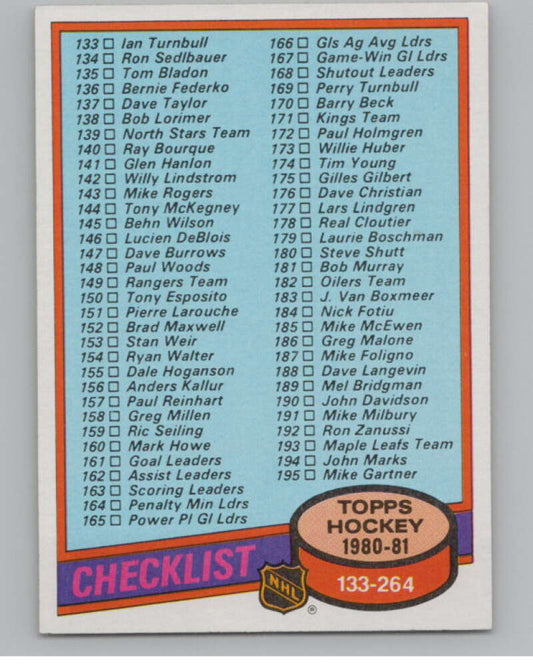 133 □ Ian Turnbull
134 □ Ron Sedlbauer
135 □ Tom Bladon
136 □ Bernie Federko
137 □ Dave Taylor
138 □ Bob Lorimer
139 □ North Stars Team
140 □ Ray Bourque
141 □ Glen Hanlon
142 □ Willy Lindstrom
143 □ Mike Rogers
144 □ Tony McKegney
145 □ Behn Wilson
146 □ Lucien DeBlois
147 □ Dave Burrows
148 □ Paul Woods
149 □ Rangers Team
150 □ Tony Esposito
151 □ Pierre Larouche
152 □ Brad Maxwell
153 □ Stan Weir
154 □ Ryan Walter
155 □ Dale Hoganson
156 □ Anders Kallur
157 □ Paul Reinhart
158 □ Greg Millen
159 □ Ric Seiling
160 □ Mark Howe
161 □ Goal Leaders
162 □ Assist Leaders
163 □ Scoring Leaders
164 □ Penalty Min Ldrs
165 □ Power Pl Gl Ldrs
166 □ Gls Ag Avg Ldrs
167 □ Game-Win Gl Ldrs
168 □ Shutout Leaders
169 □ Perry Turnbull
170 □ Barry Beck
171 □ Kings Team
172 □ Paul Holmgren
173 □ Willie Huber
174 □ Tim Young
175 □ Gilles Gilbert
176 □ Dave Christian
177 □ Lars Lindgren
178 □ Real Cloutier
179 □ Laurie Boschman
180 □ Steve Shutt
181 □ Bob Murray
182 □ Oilers Team
183 □ J. Van Boxmeer
184 □ Nick Fotiu
185 □ Mike McEwen
186 □ Greg Malone
187 □ Mike Foligno
188 □ Dave Langevin
189 □ Mel Bridgman
190 □ John Davidson
191 □ Mike Milbury
192 □ Ron Zanussi
193 □ Maple Leafs Team
194 □ John Marks
195 □ Mike Gartner
CHECKLIST
NHL
®
TOPPS
HOCKEY
1980-81
133-264